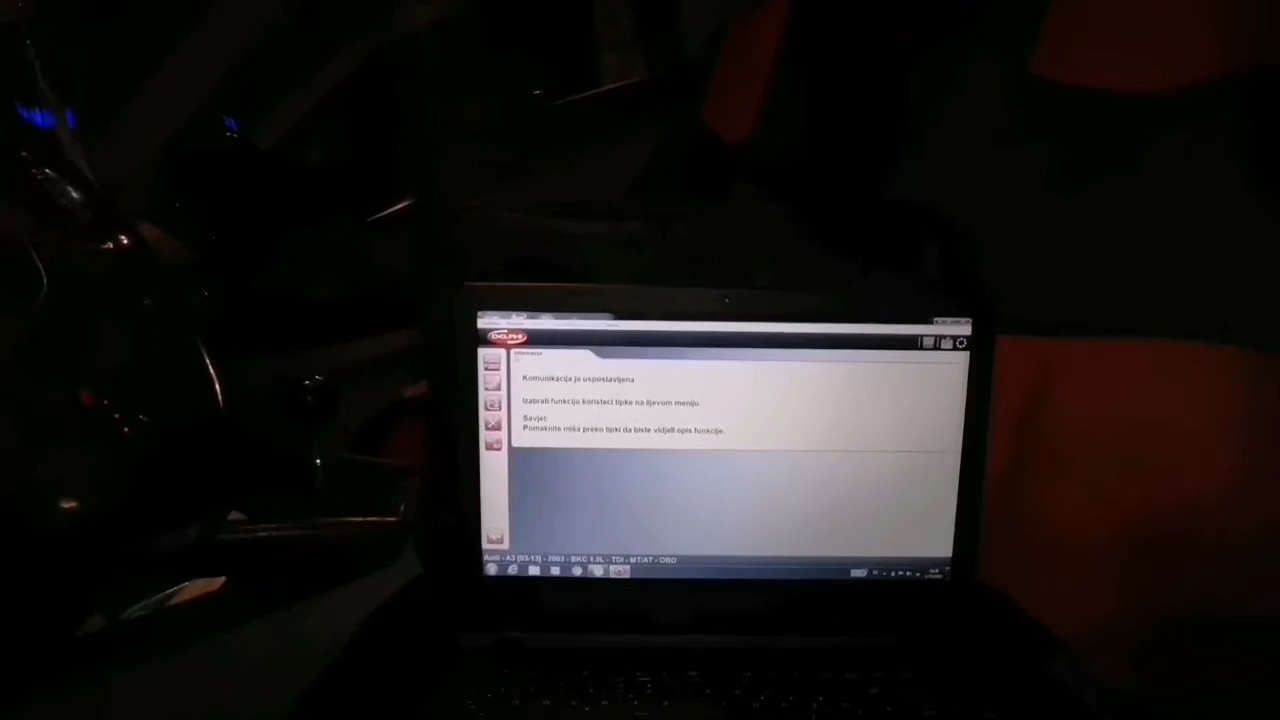 DELPHI
Komunikacija je uspostavljena
Izabrati funkciju koristeci tipke na lijevom meniju.
Savjet:
Pomaknite miša preko tipki da biste vidjeli opis funkcije.
Audi - A3 [03-13] - 2003 - BKC 1.9L - TDI - MT/AT - OBD